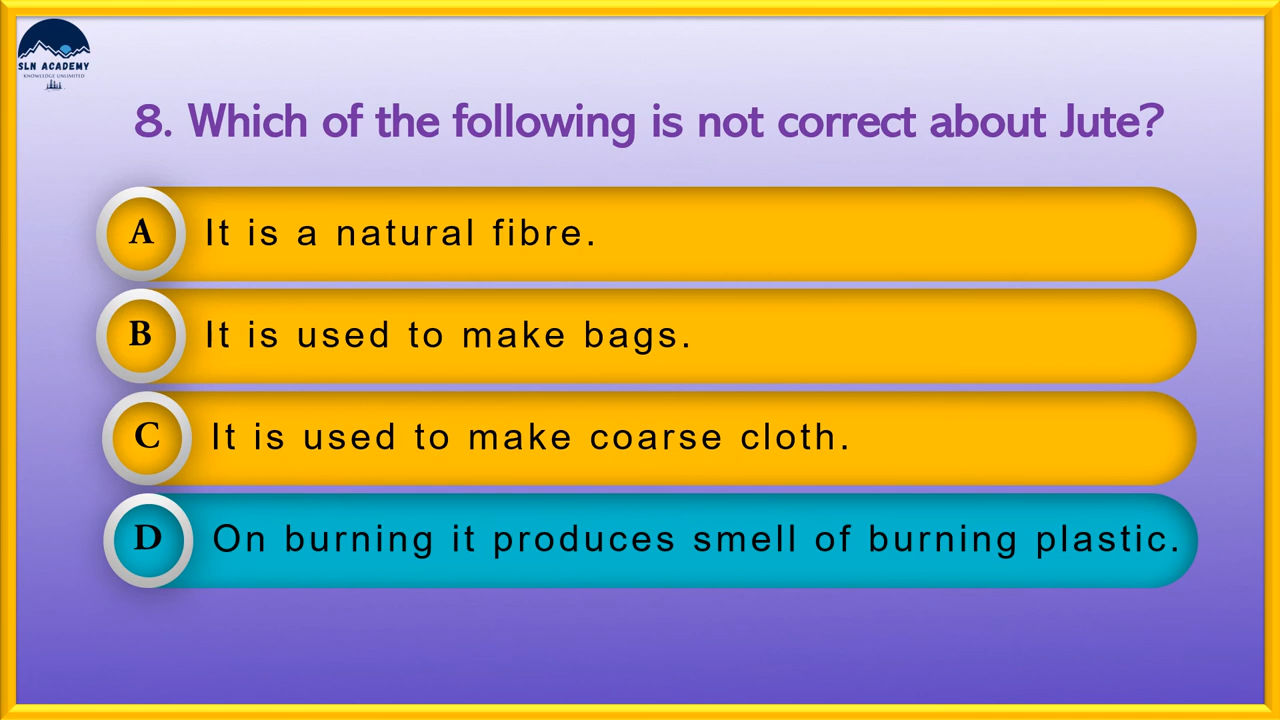 SLN ACADEMY
KNOWLEDGE UNLIMITED
8. Which of the following is not correct about Jute?
A It is a natural fibre.
B It is used to make bags.
C It is used to make coarse cloth.
D On burning it produces smell of burning plastic.